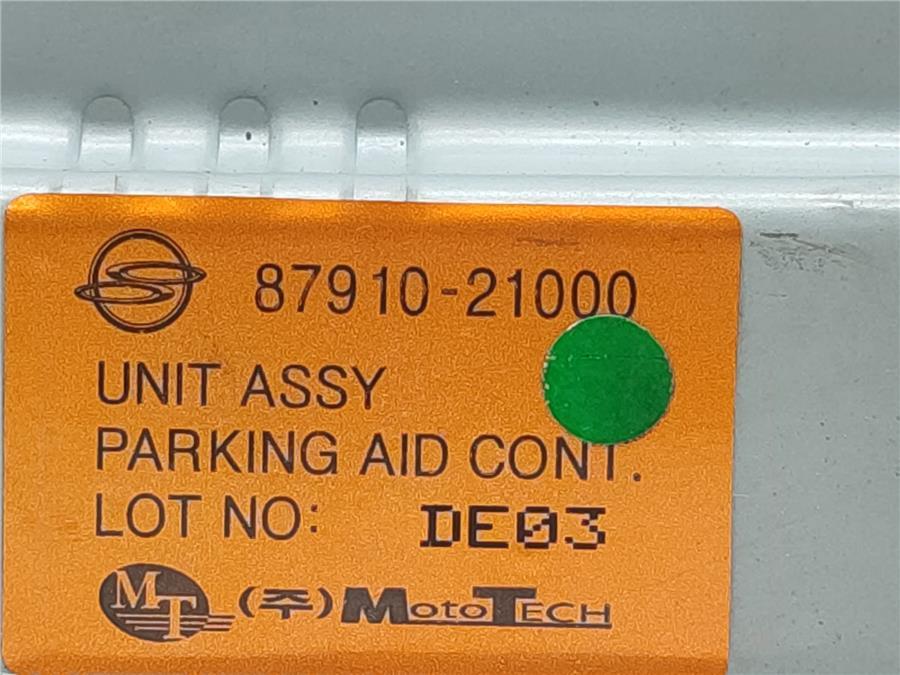 87910-21000
UNIT ASSY
PARKING AID CONT.
LOT NO: DE03
MT (주)MOTOTECH